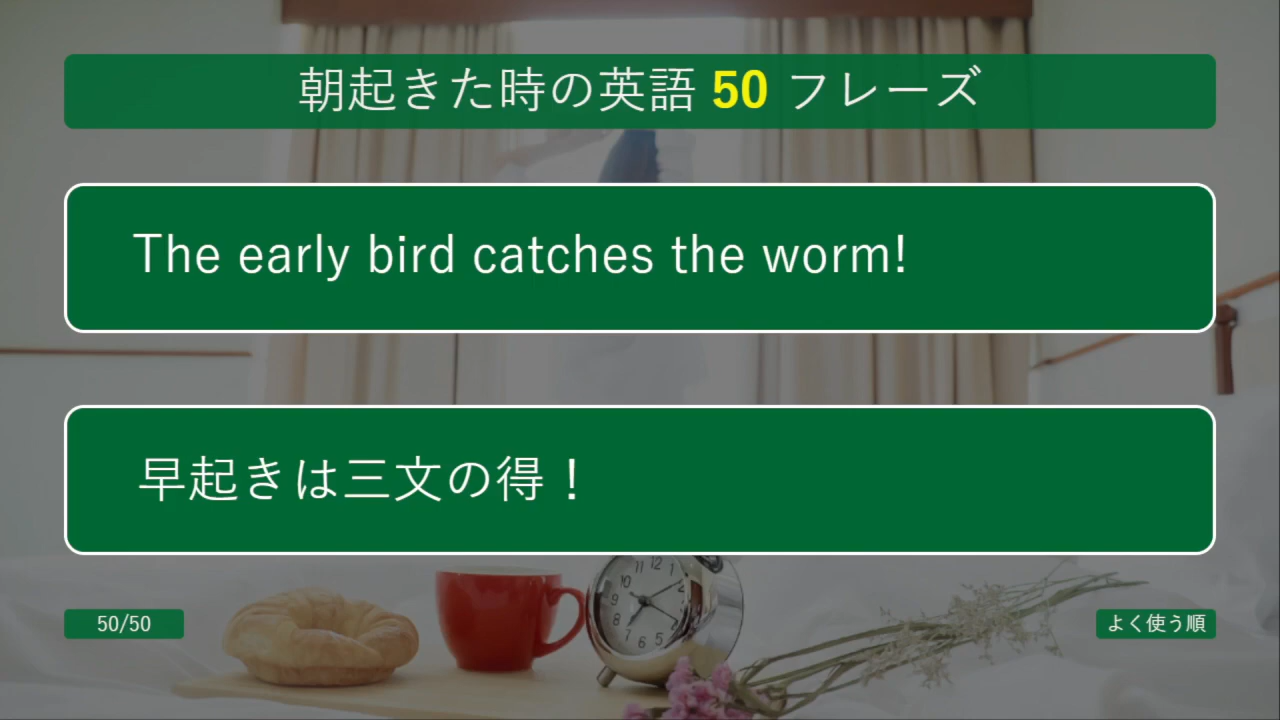 朝起きた時の英語 50 フレーズ
The early bird catches the worm!
早起きは三文の得！
50/50
よく使う順